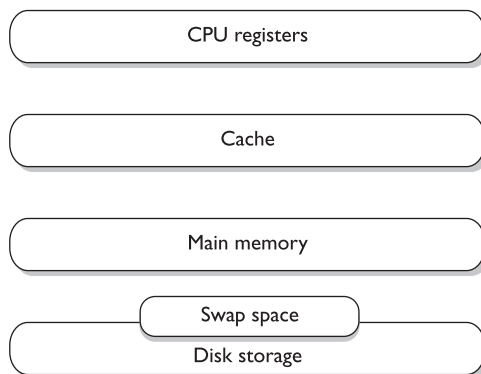 CPU registers
Cache
Main memory
Swap space
Disk storage